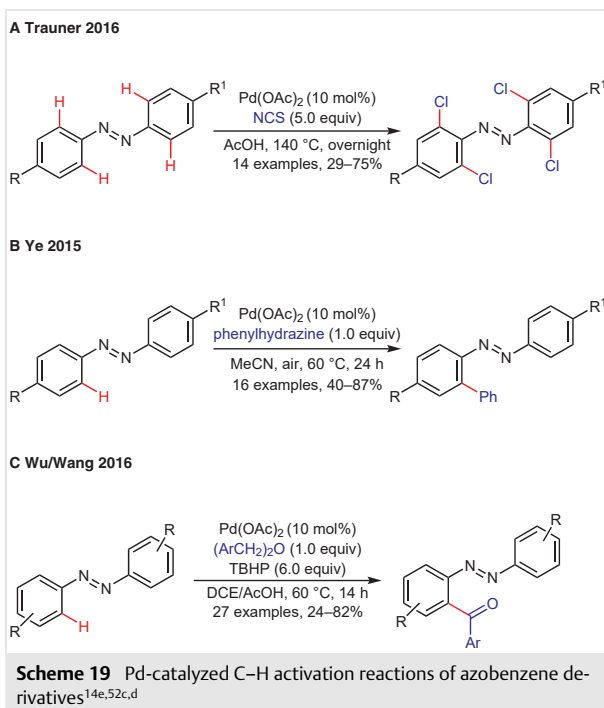 A Trauner 2016
H
H
H
R¹
R
N
N
Pd(OAc)₂ (10 mol%)
NCS (5.0 equiv)
AcOH, 140 °C, overnight
14 examples, 29–75%
Cl
Cl
Cl
Cl
R¹
R
N
N
B Ye 2015
R¹
R
H
N
N
Pd(OAc)₂ (10 mol%)
phenylhydrazine (1.0 equiv)
MeCN, air, 60 °C, 24 h
16 examples, 40–87%
R¹
R
Ph
N
N
C Wu/Wang 2016
R
R
H
N
N
Pd(OAc)₂ (10 mol%)
(ArCH₂)₂O (1.0 equiv)
TBHP (6.0 equiv)
DCE/AcOH, 60 °C, 14 h
27 examples, 24–82%
R
R
N
N
O
Ar
Scheme 19 Pd-catalyzed C–H activation reactions of azobenzene de-
rivatives¹⁴ᵉ,⁵²ᶜ,ᵈ